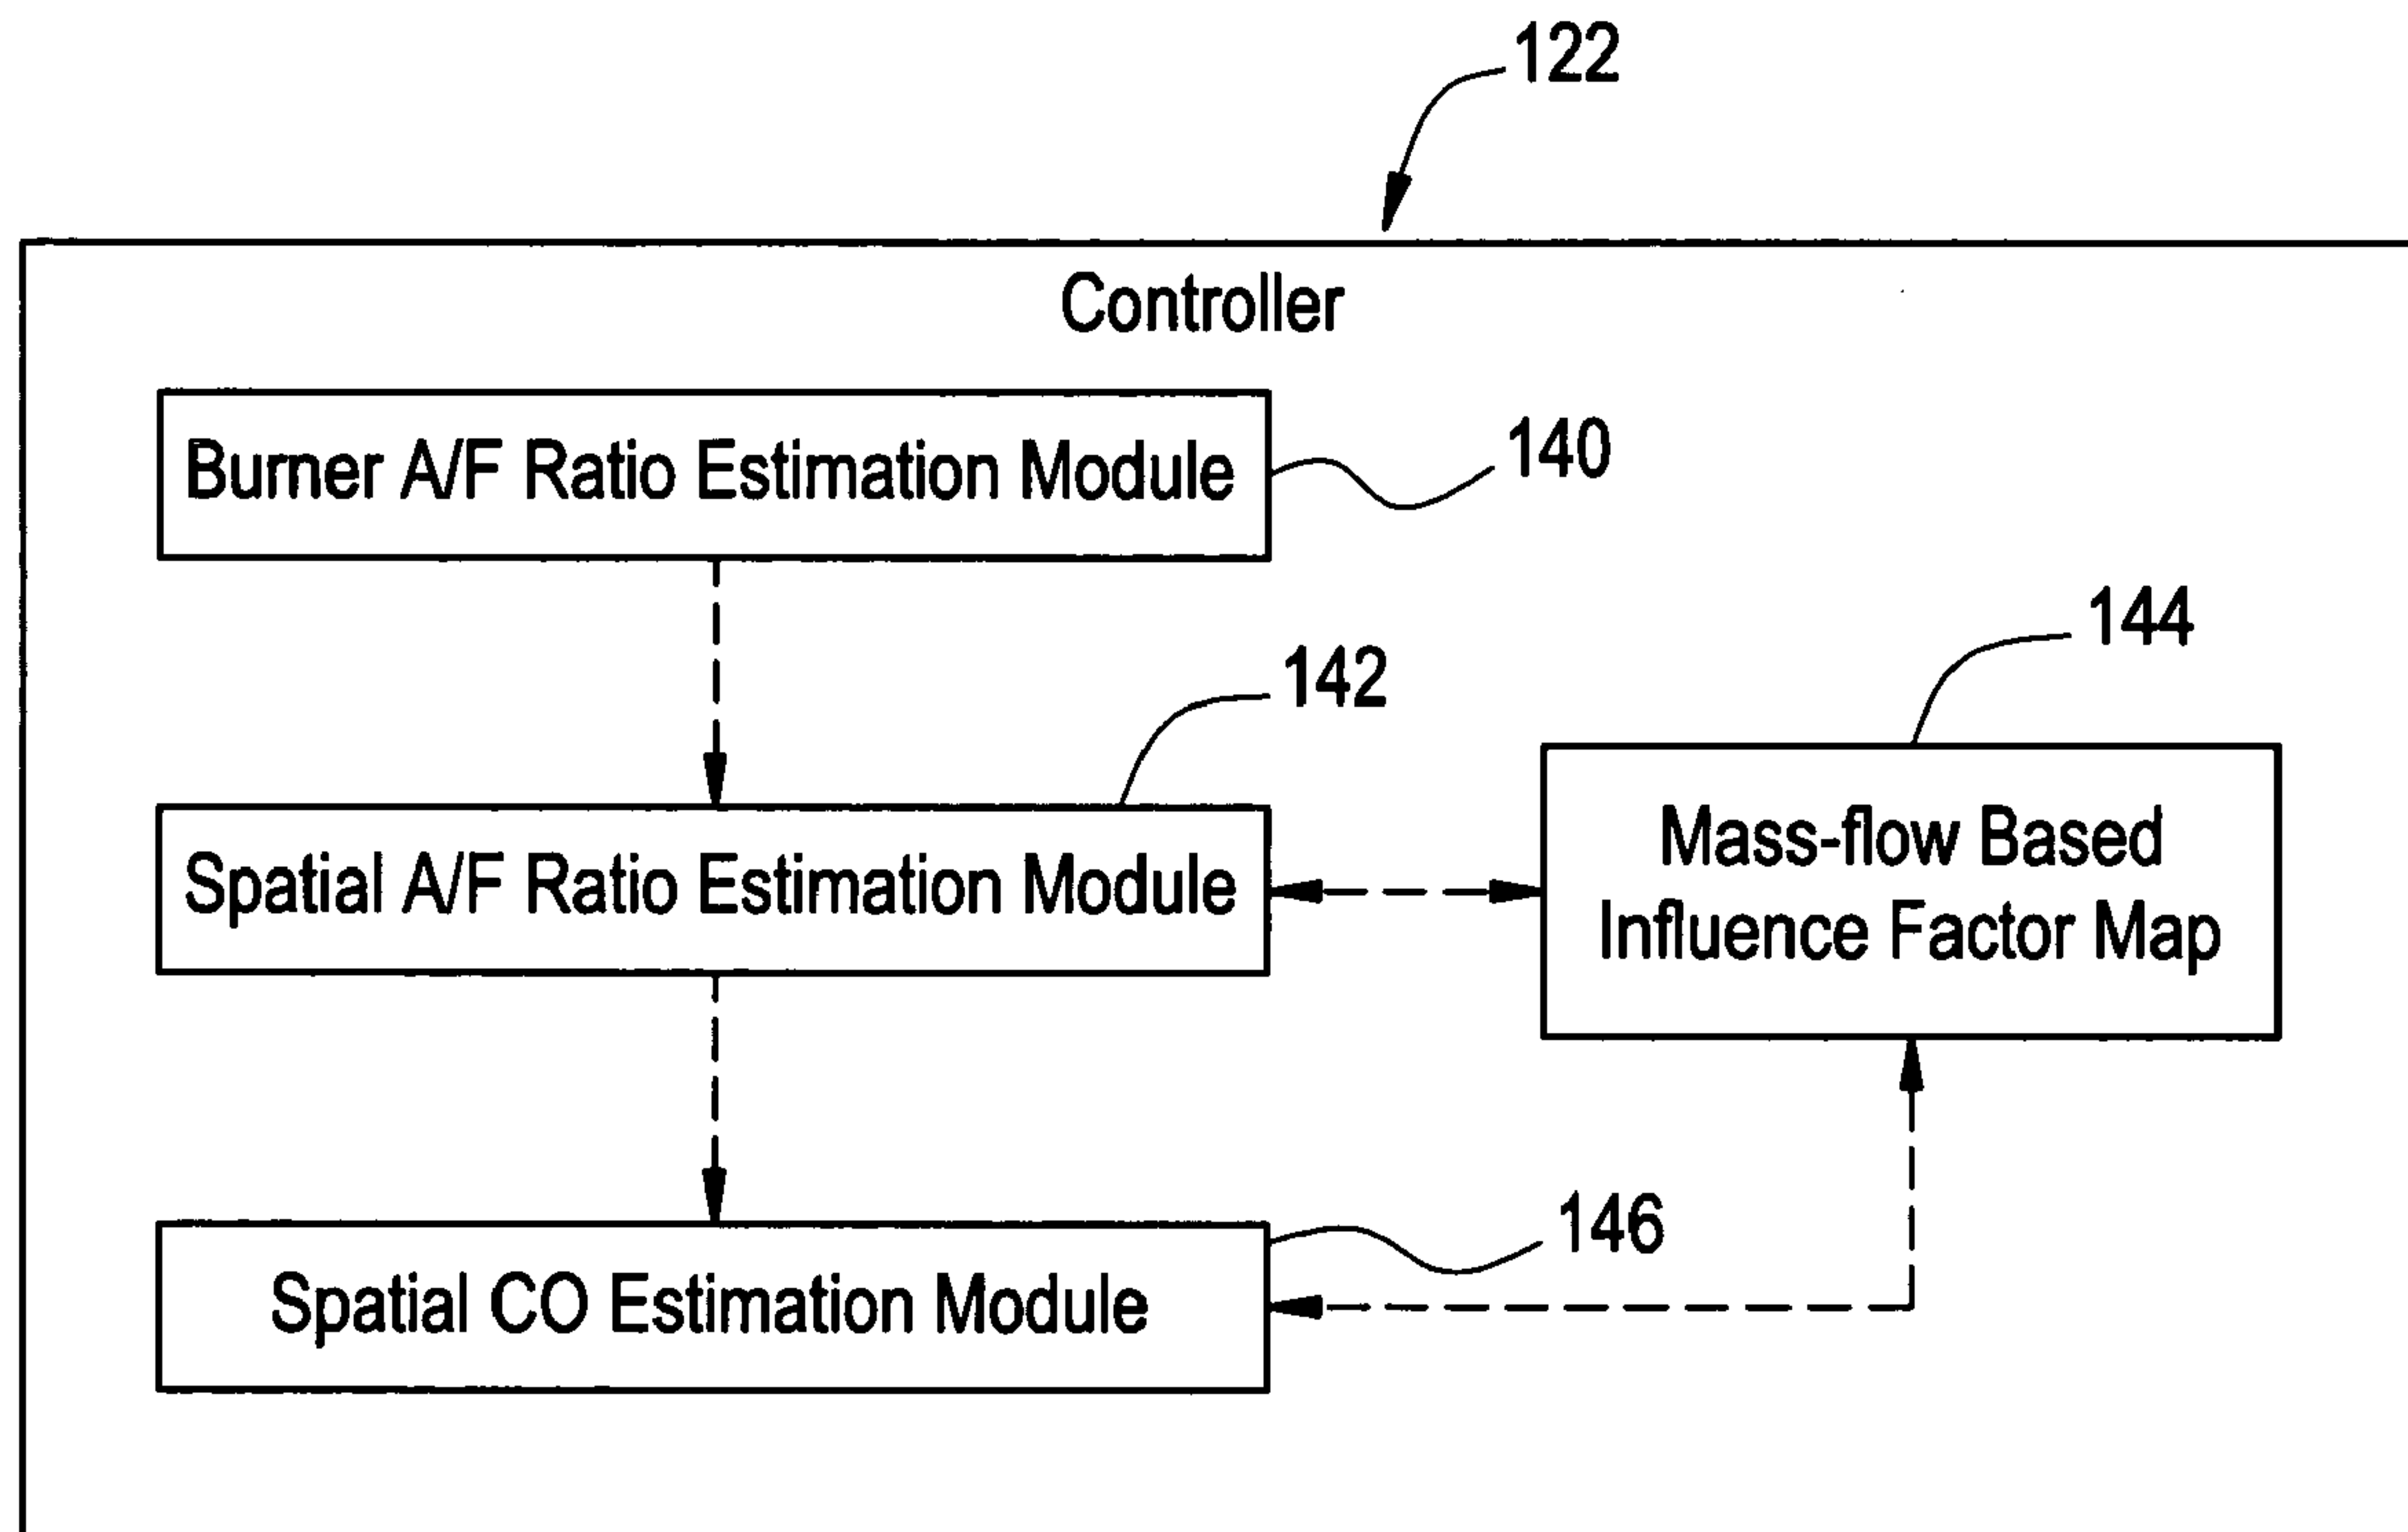 122
Controller
Burner A/F Ratio Estimation Module
140
144
142
Mass-flow Based
Influence Factor Map
Spatial A/F Ratio Estimation Module
146
Spatial CO Estimation Module